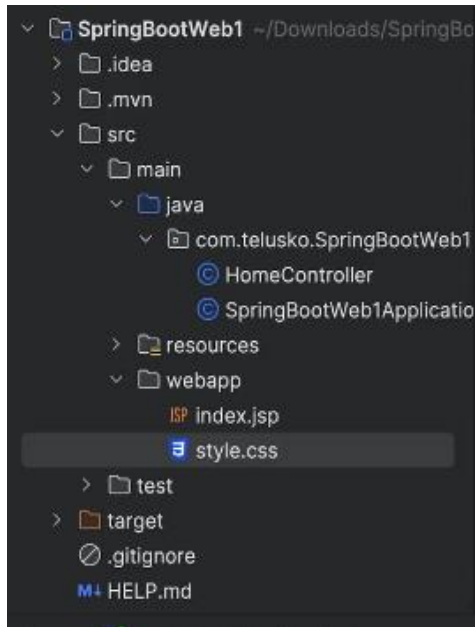 SpringBootWeb1 ~/Downloads/SpringBo
.idea
.mvn
src
main
java
com.telusko.SpringBootWeb1
HomeController
SpringBootWeb1Applicatio
resources
webapp
JSP index.jsp
style.css
test
target
.gitignore
M↓ HELP.md